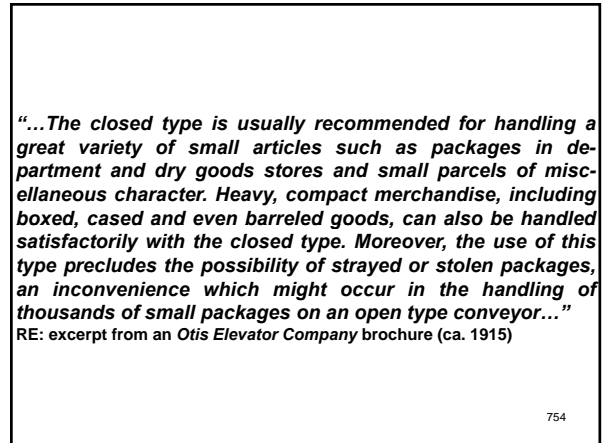 “…The closed type is usually recommended for handling a
great variety of small articles such as packages in de-
partment and dry goods stores and small parcels of misc-
ellaneous character. Heavy, compact merchandise, including
boxed, cased and even barreled goods, can also be handled
satisfactorily with the closed type. Moreover, the use of this
type precludes the possibility of strayed or stolen packages,
an inconvenience which might occur in the handling of
thousands of small packages on an open type conveyor…”
RE: excerpt from an Otis Elevator Company brochure (ca. 1915)
754